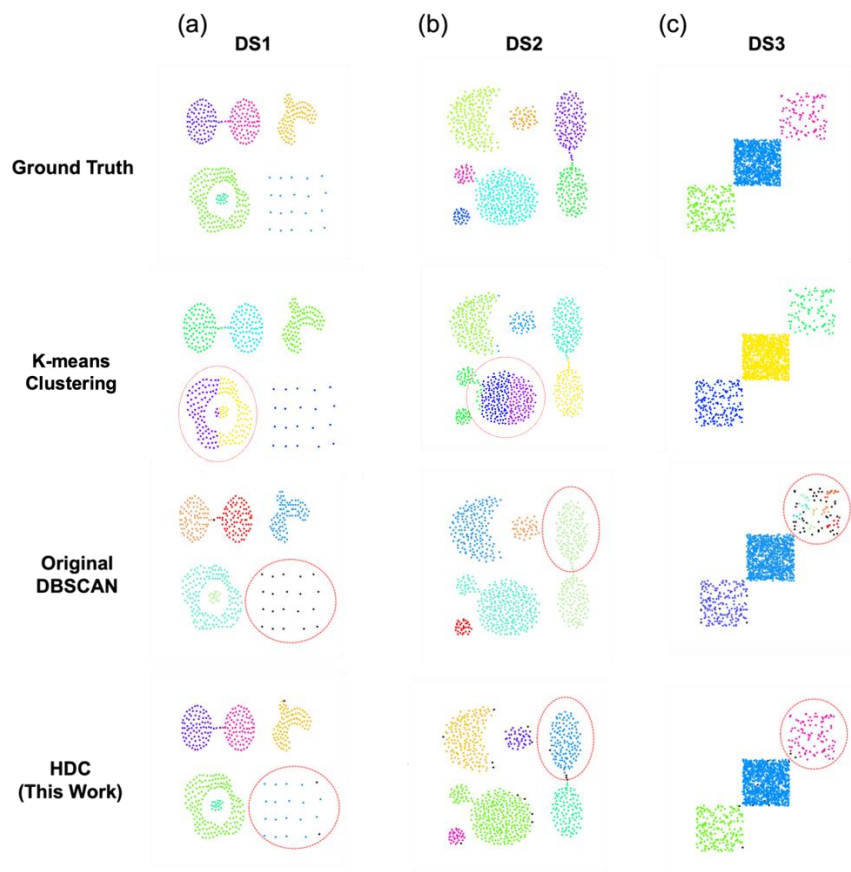 (a) (b) (c)
DS1 DS2 DS3
Ground Truth
K-means
Clustering
Original
DBSCAN
HDC
(This Work)